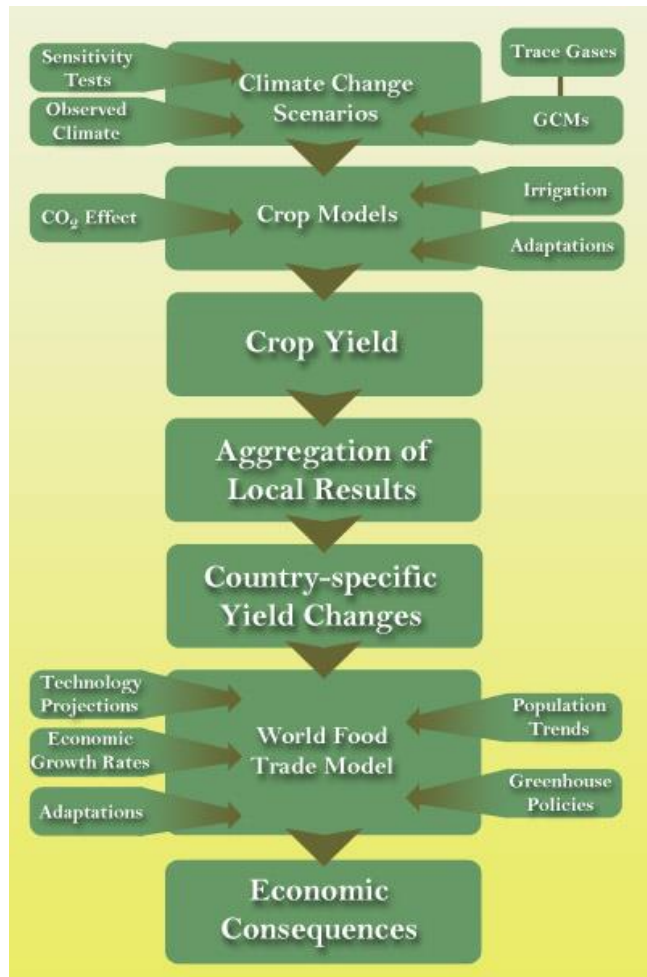 Sensitivity
Tests
Observed
Climate
Climate Change
Scenarios
Trace Gases
GCMs
CO₂ Effect
Crop Models
Irrigation
Adaptations
Crop Yield
Aggregation of
Local Results
Country-specific
Yield Changes
Technology
Projections
Economic
Growth Rates
Adaptations
World Food
Trade Model
Population
Trends
Greenhouse
Policies
Economic
Consequences